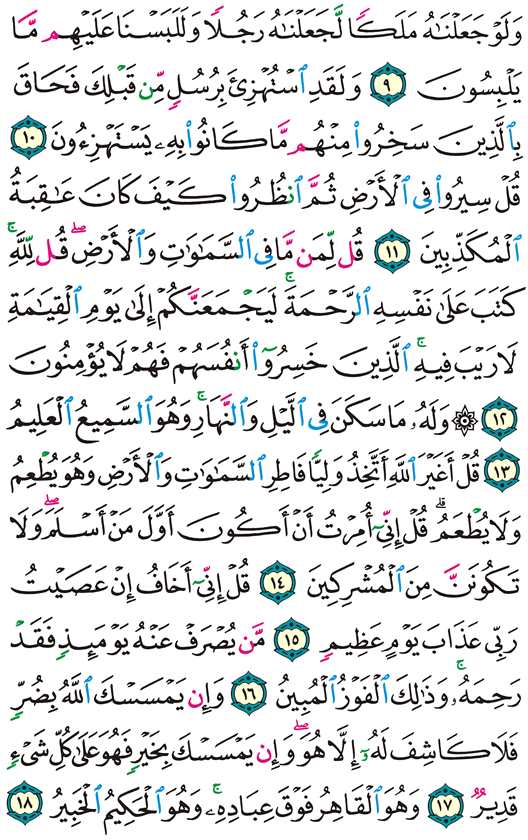 وَلَوْ جَعَلْنَٰهُ مَلَكًا لَّجَعَلْنَٰهُ رَجُلًا وَلَلَبَسْنَا عَلَيْهِم مَّا
يَلْبِسُونَ ٩ وَلَقَدِ ٱسْتُهْزِئَ بِرُسُلٍ مِّن قَبْلِكَ فَحَاقَ
بِٱلَّذِينَ سَخِرُوا۟ مِنْهُم مَّا كَانُوا۟ بِهِۦ يَسْتَهْزِءُونَ ١٠
قُلْ سِيرُوا۟ فِى ٱلْأَرْضِ ثُمَّ ٱنظُرُوا۟ كَيْفَ كَانَ عَٰقِبَةُ
ٱلْمُكَذِّبِينَ ١١ قُل لِّمَن مَّا فِى ٱلسَّمَٰوَٰتِ وَٱلْأَرْضِ ۖ قُل لِّلَّهِ ۚ
كَتَبَ عَلَىٰ نَفْسِهِ ٱلرَّحْمَةَ ۚ لَيَجْمَعَنَّكُمْ إِلَىٰ يَوْمِ ٱلْقِيَٰمَةِ
لَا رَيْبَ فِيهِ ۚ ٱلَّذِينَ خَسِرُوٓا۟ أَنفُسَهُمْ فَهُمْ لَا يُؤْمِنُونَ
١٢ ۞ وَلَهُۥ مَا سَكَنَ فِى ٱلَّيْلِ وَٱلنَّهَارِ ۚ وَهُوَ ٱلسَّمِيعُ ٱلْعَلِيمُ
١٣ قُلْ أَغَيْرَ ٱللَّهِ أَتَّخِذُ وَلِيًّا فَاطِرِ ٱلسَّمَٰوَٰتِ وَٱلْأَرْضِ وَهُوَ يُطْعِمُ
وَلَا يُطْعَمُ ۗ قُلْ إِنِّىٓ أُمِرْتُ أَنْ أَكُونَ أَوَّلَ مَنْ أَسْلَمَ ۖ وَلَا
تَكُونَنَّ مِنَ ٱلْمُشْرِكِينَ ١٤ قُلْ إِنِّىٓ أَخَافُ إِنْ عَصَيْتُ
رَبِّى عَذَابَ يَوْمٍ عَظِيمٍ ١٥ مَّن يُصْرَفْ عَنْهُ يَوْمَئِذٍ فَقَدْ
رَحِمَهُۥ ۚ وَذَٰلِكَ ٱلْفَوْزُ ٱلْمُبِينُ ١٦ وَإِن يَمْسَسْكَ ٱللَّهُ بِضُرٍّ
فَلَا كَاشِفَ لَهُۥٓ إِلَّا هُوَ ۖ وَإِن يَمْسَسْكَ بِخَيْرٍ فَهُوَ عَلَىٰ كُلِّ شَىْءٍ
قَدِيرٌ ١٧ وَهُوَ ٱلْقَاهِرُ فَوْقَ عِبَادِهِۦ ۚ وَهُوَ ٱلْحَكِيمُ ٱلْخَبِيرُ ١٨